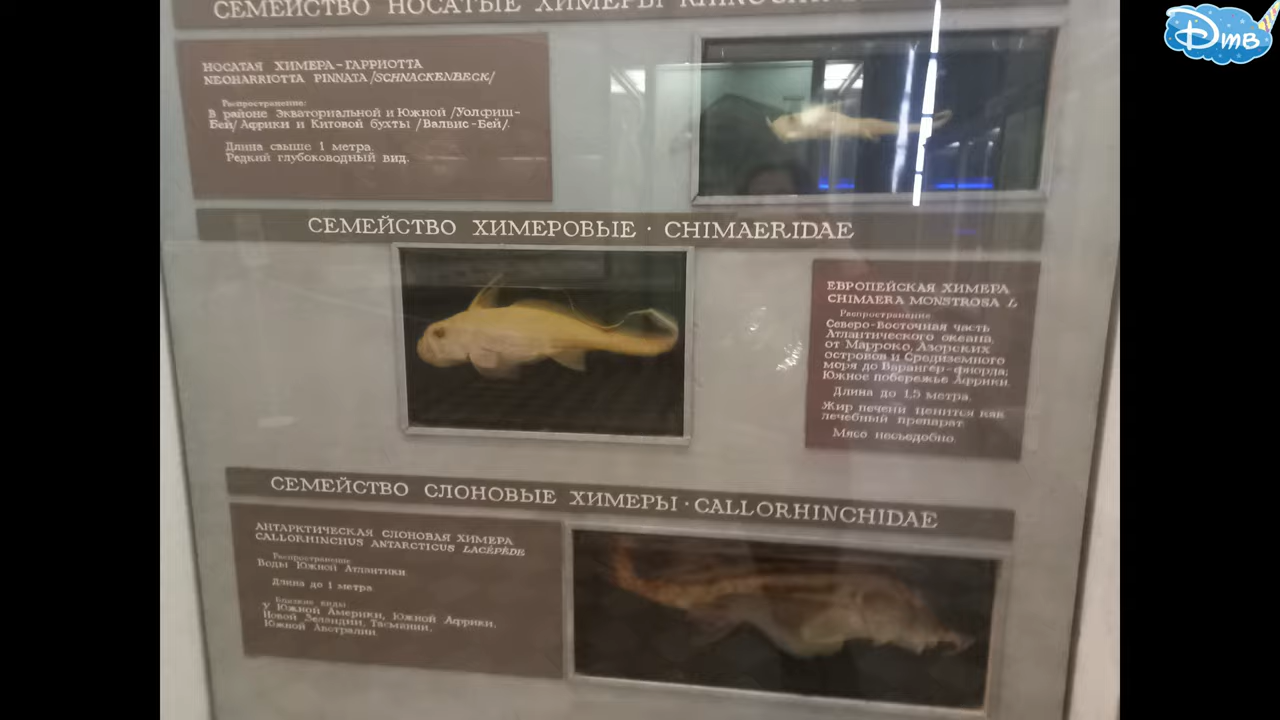 СЕМЕЙСТВО НОСАТЫЕ ХИМЕРЫ
НОСАТАЯ ХИМЕРА-ГАРРИОТТА
NEOHARRIOTTA PINNATA /SCHNACKENBECK/
Распространение:
В районе Экваториальной и Южной /Уолфиш-
Бей/ Африки и Китовой бухты /Валвис-Бей/.
Длина свыше 1 метра.
Редкий глубоководный вид.
СЕМЕЙСТВО ХИМЕРОВЫЕ · CHIMAERIDAE
ЕВРОПЕЙСКАЯ ХИМЕРА
CHIMAERA MONSTROSA L
Распространение
Северо-Восточная часть
Атлантического океана,
от Марроко, Азорских
островов и Средиземного
моря до Варангер-фиорда;
Южное побережье Африки.
Длина до 1,5 метра.
Жир печени ценится как
лечебный препарат.
Мясо несъедобно.
СЕМЕЙСТВО СЛОНОВЫЕ ХИМЕРЫ · CALLORHINCHIDAE
АНТАРКТИЧЕСКАЯ СЛОНОВАЯ ХИМЕРА
CALLORHINCHUS ANTARCTICUS LACÉPÈDE
Распространение
Воды Южной Атлантики
Длина до 1 метра
Близкие виды
у Южной Америки, Южной Африки,
Новой Зеландии, Тасмании,
Южной Австралии.
Dmв